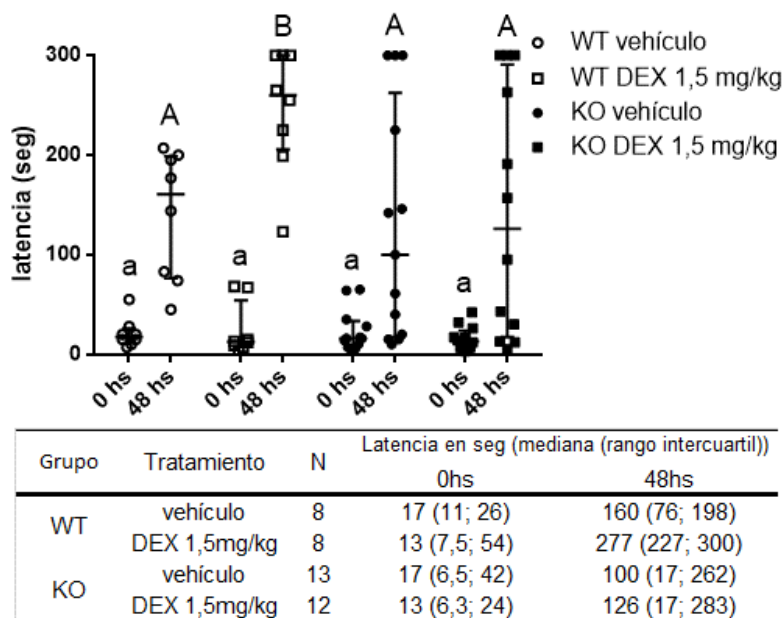 B
A
A
A
a
a
a
a
WT vehículo
WT DEX 1,5 mg/kg
KO vehículo
KO DEX 1,5 mg/kg
latencia (seg)
300
200
100
0
0 hs 48 hs 0 hs 48 hs 0 hs 48 hs 0 hs 48 hs
Grupo Tratamiento N Latencia en seg (mediana (rango intercuartil))
0hs 48hs
WT vehículo 8 17 (11; 26) 160 (76; 198)
DEX 1,5mg/kg 8 13 (7,5; 54) 277 (227; 300)
KO vehículo 13 17 (6,5; 42) 100 (17; 262)
DEX 1,5mg/kg 12 13 (6,3; 24) 126 (17; 283)